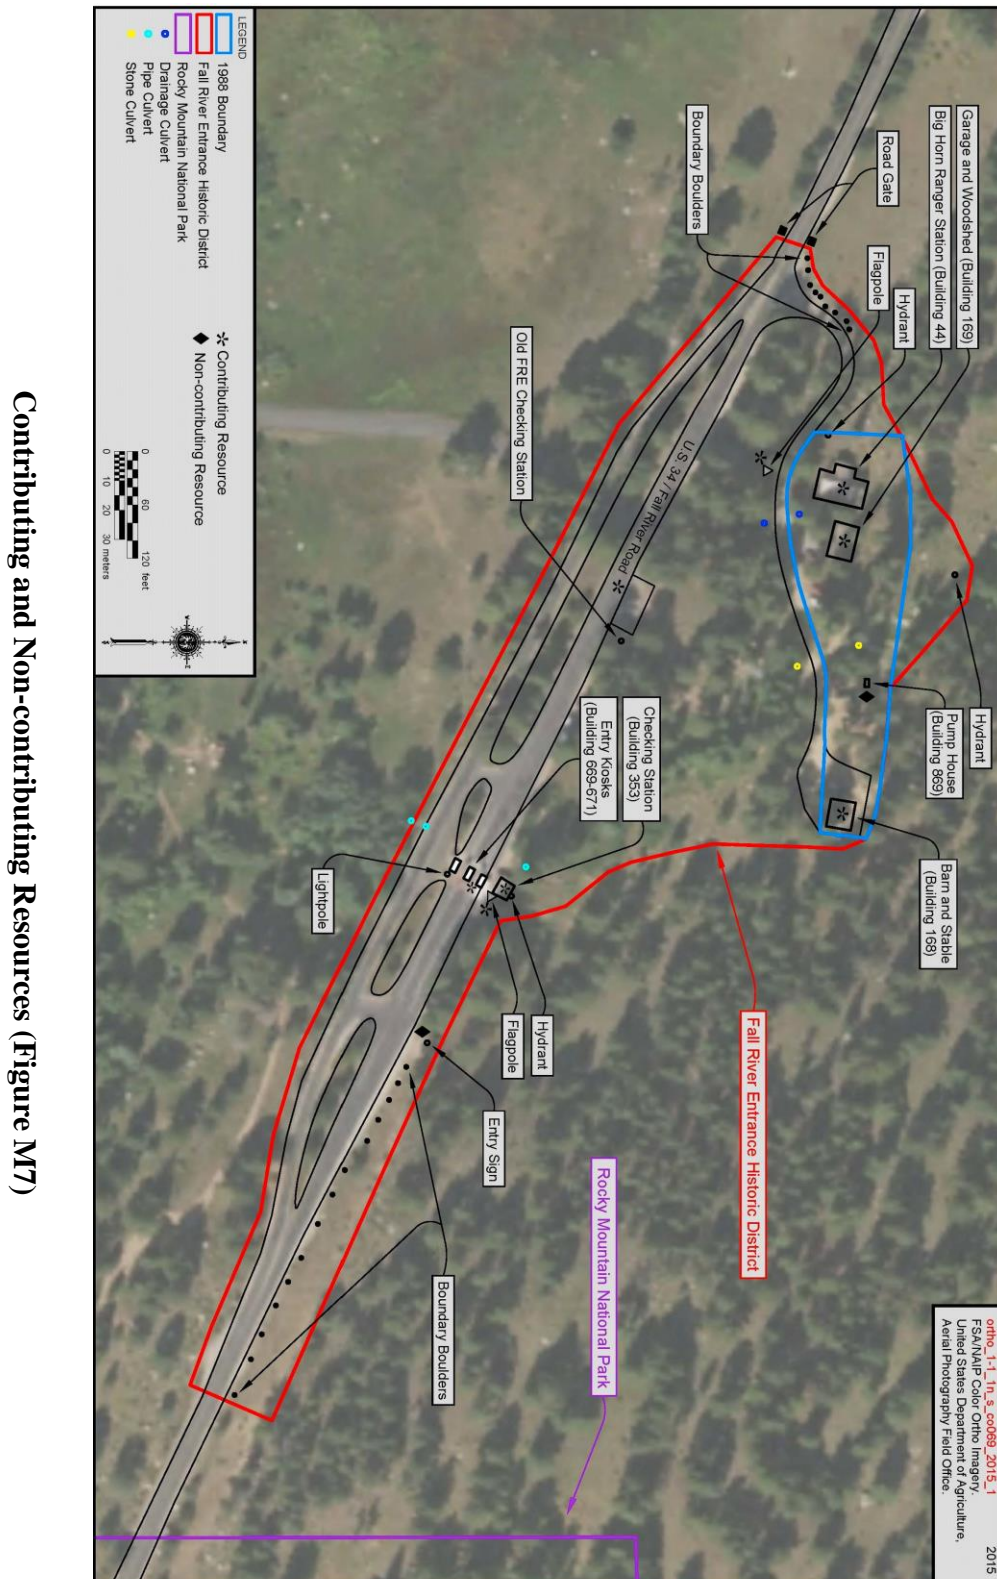 ortho_1-1_1n_s_co069_2015_1 2015
FSA/NAIP Color Ortho Imagery.
United States Department of Agriculture,
Aerial Photography Field Office.
Garage and Woodshed (Building 169)
Big Horn Ranger Station (Building 44)
Hydrant
Flagpole
Road Gate
Boundary Boulders
Hydrant
Pump House
(Building 869)
Barn and Stable
(Building 168)
Fall River Entrance Historic District
U.S. 34 / Fall River Road
Old FRE Checking Station
Checking Station
(Building 353)
Entry Kiosks
(Building 669-671)
Hydrant
Flagpole
Entry Sign
Lightpole
Boundary Boulders
Rocky Mountain National Park
LEGEND
1988 Boundary
Fall River Entrance Historic District
Rocky Mountain National Park
Drainage Culvert
Pipe Culvert
Stone Culvert
Contributing Resource
Non-contributing Resource
0 60 120 feet
0 10 20 30 meters
Contributing and Non-contributing Resources (Figure M7)